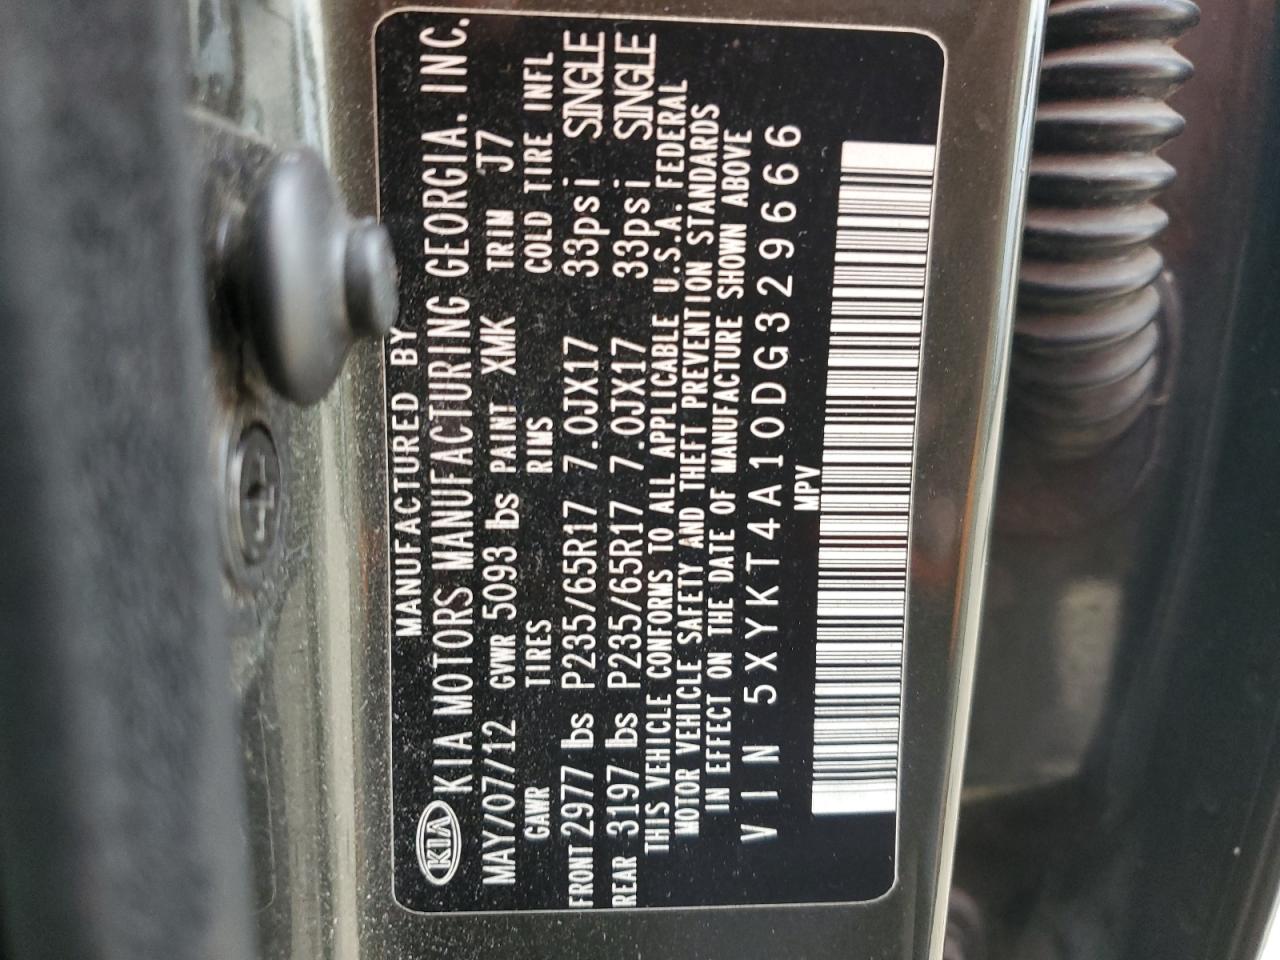 MANUFACTURED BY
KIA KIA MOTORS MANUFACTURING GEORGIA. INC.
MAY/07/12 GVWR 5093 lbs PAINT XMK TRIM J7
GAWR TIRES RIMS COLD TIRE INFL
FRONT 2977 lbs P235/65R17 7.0JX17 33psi SINGLE
REAR 3197 lbs P235/65R17 7.0JX17 33psi SINGLE
THIS VEHICLE CONFORMS TO ALL APPLICABLE U.S.A. FEDERAL
MOTOR VEHICLE SAFETY AND THEFT PREVENTION STANDARDS
IN EFFECT ON THE DATE OF MANUFACTURE SHOWN ABOVE
VIN 5XYKT4A10DG329666
MPV